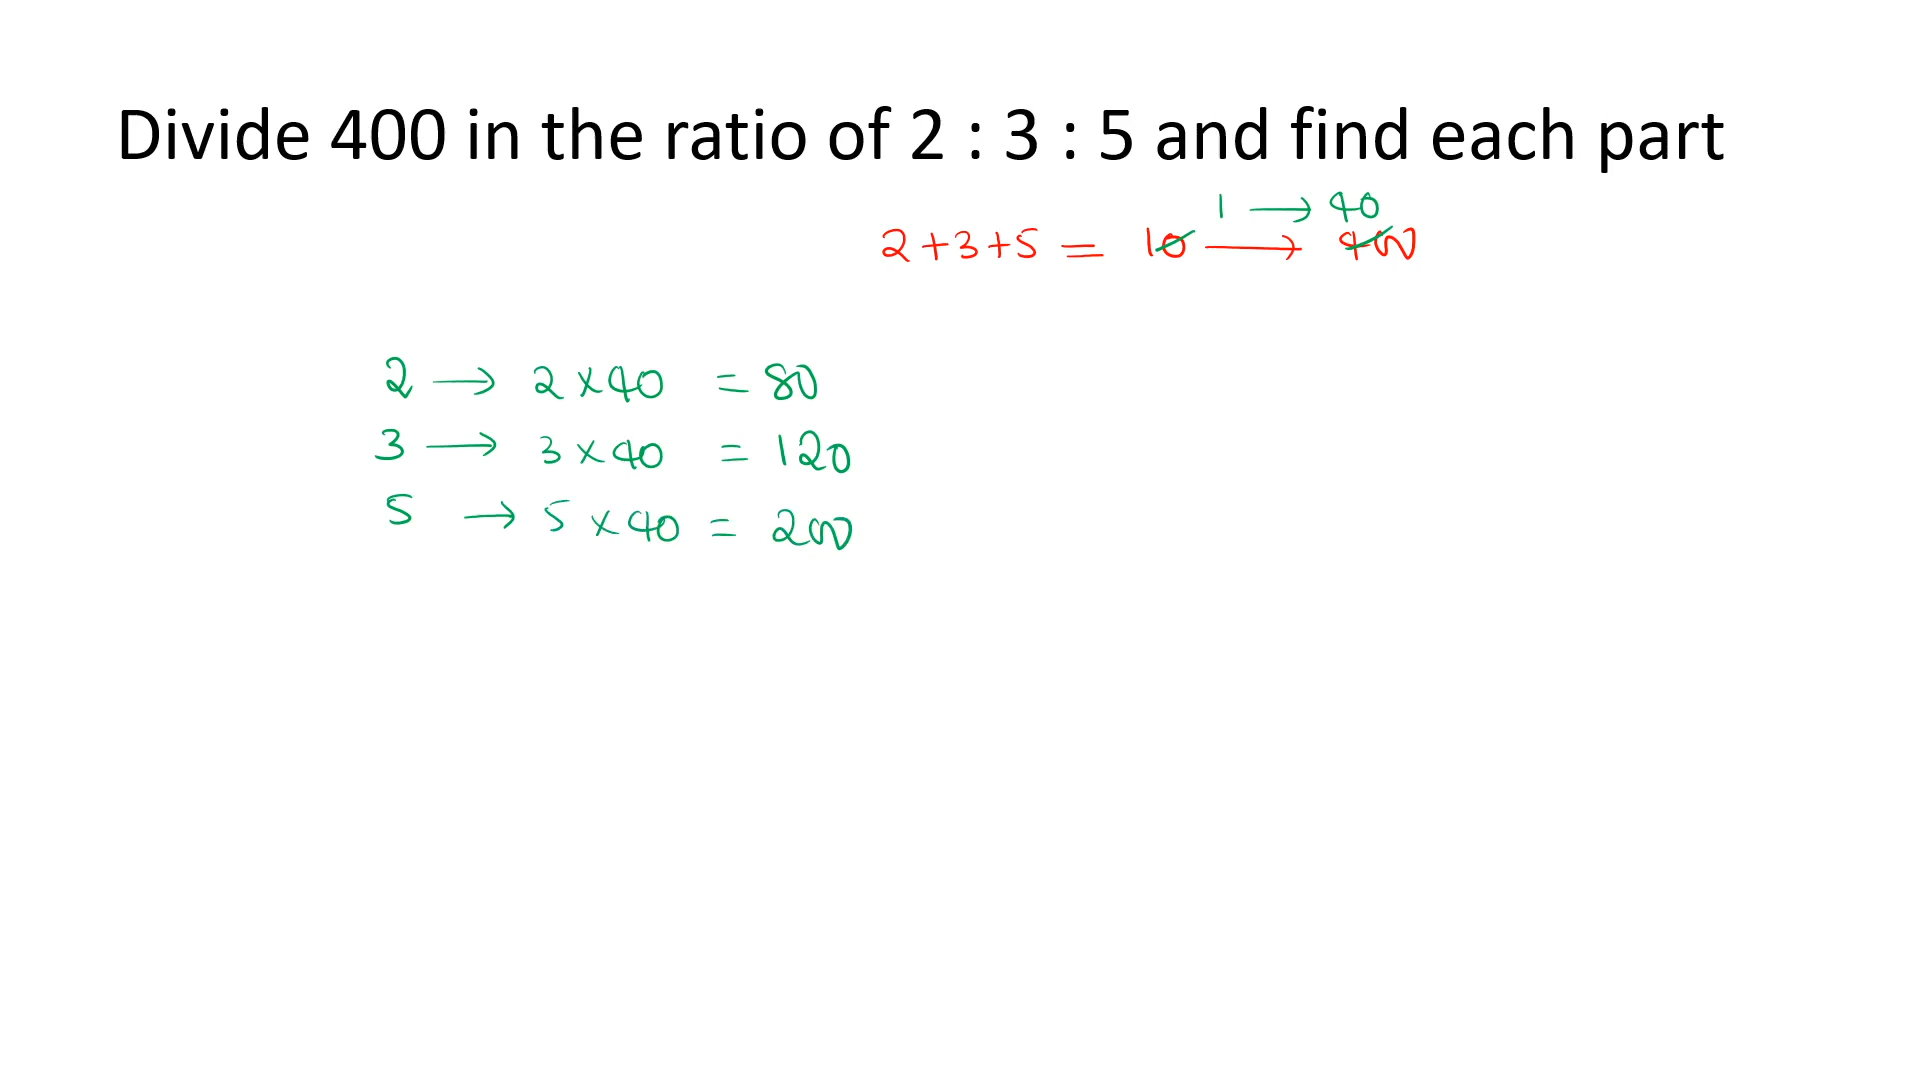 Divide 400 in the ratio of 2 : 3 : 5 and find each part
1 → 40
2+3+5 = 10 → 400
2 → 2 × 40 = 80
3 → 3 × 40 = 120
5 → 5 × 40 = 200